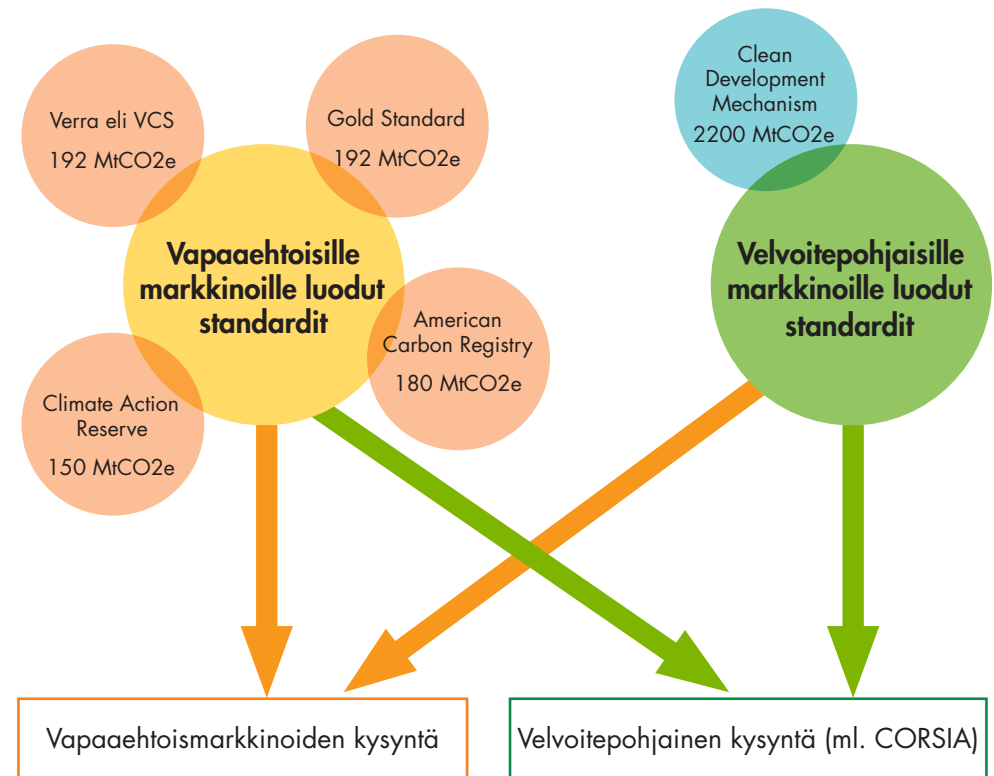 Verra eli VCS
192 MtCO2e
Gold Standard
192 MtCO2e
Vapaaehtoisille
markkinoille luodut
standardit
American
Carbon Registry
180 MtCO2e
Climate Action
Reserve
150 MtCO2e
Clean
Development
Mechanism
2200 MtCO2e
Velvoitepohjaisille
markkinoille luodut
standardit
Vapaaehtoismarkkinoiden kysyntä
Velvoitepohjainen kysyntä (ml. CORSIA)